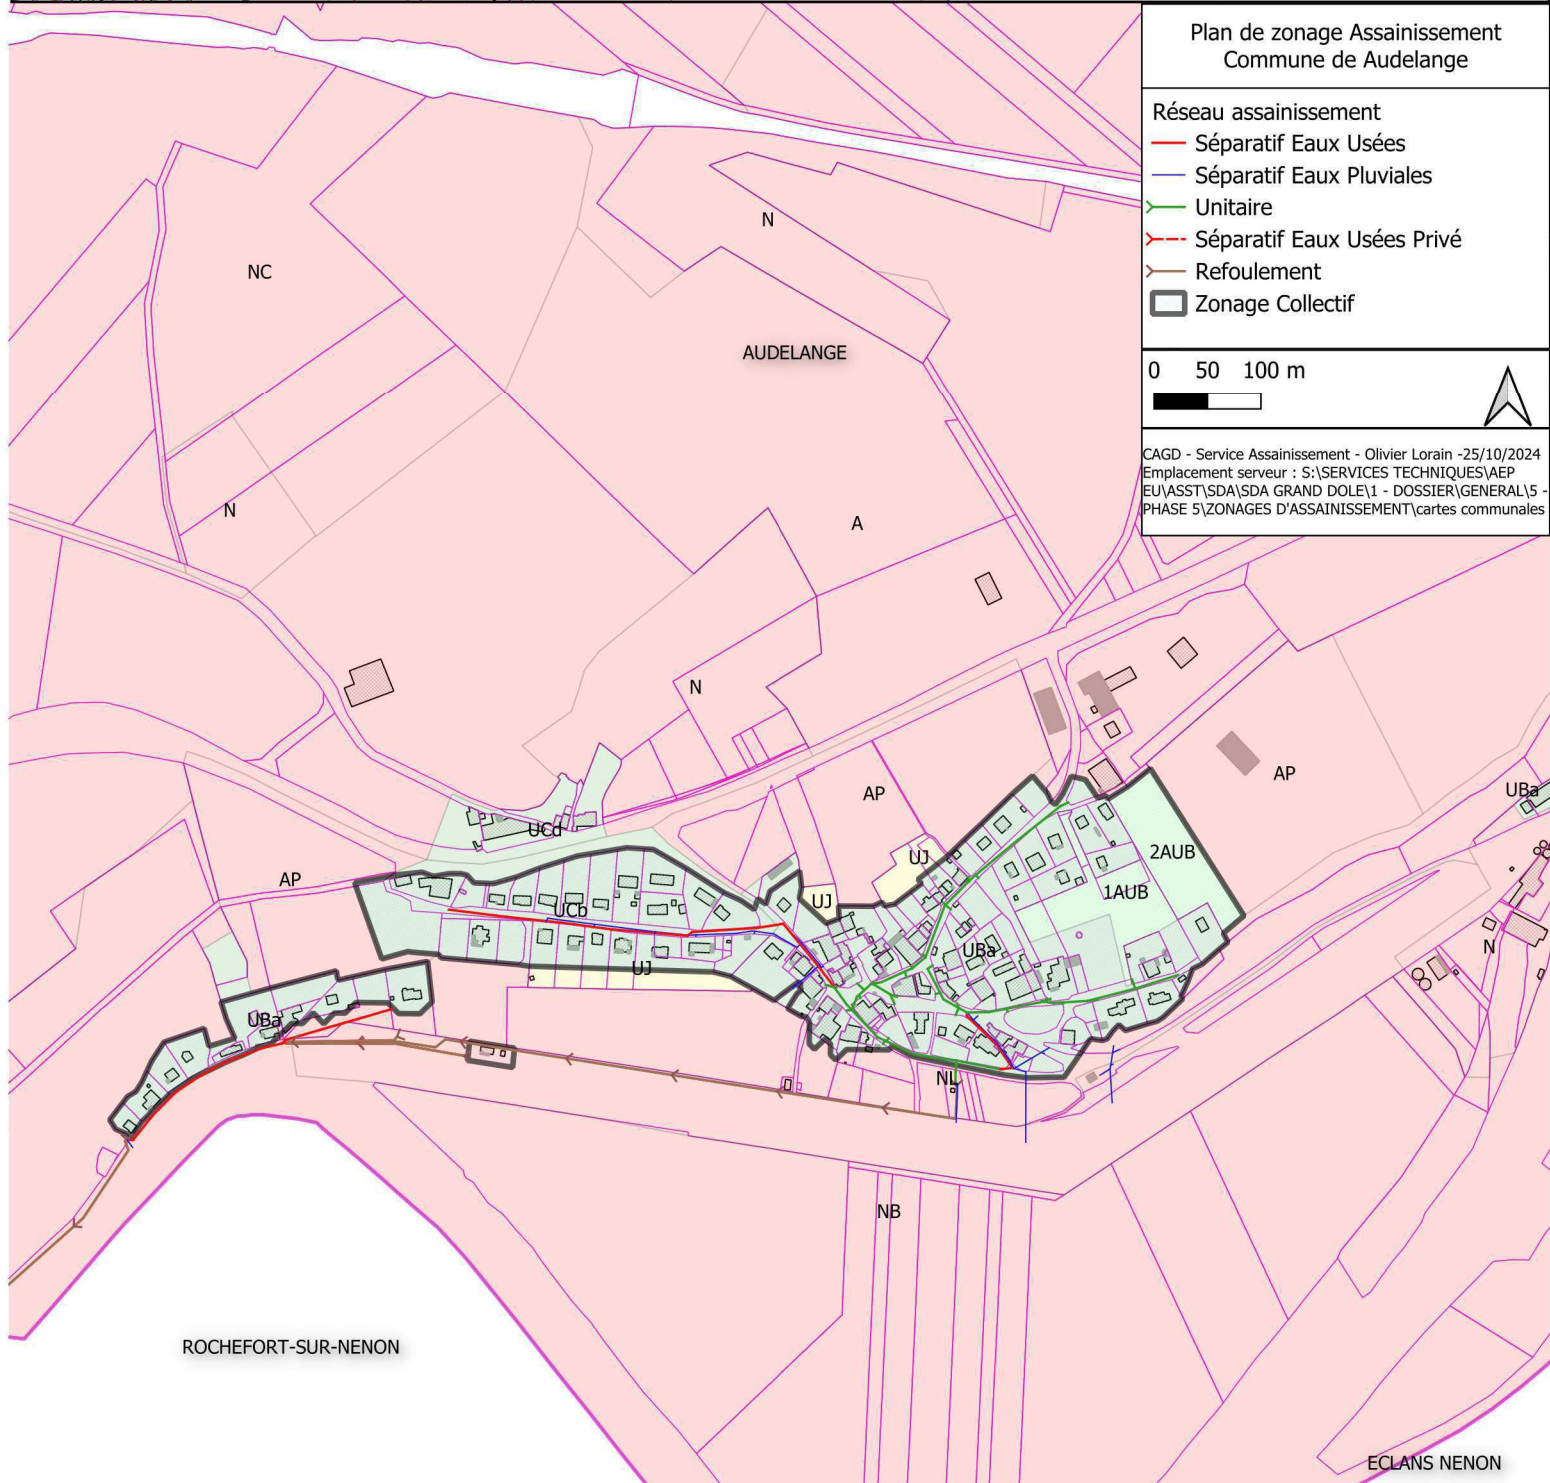 Plan de zonage Assainissement
Commune de Audelange
Réseau assainissement
Séparatif Eaux Usées
Séparatif Eaux Pluviales
Unitaire
Séparatif Eaux Usées Privé
Refoulement
Zonage Collectif
0 50 100 m
CAGD - Service Assainissement - Olivier Lorain -25/10/2024
Emplacement serveur : S:\SERVICES TECHNIQUES\AEP
EU\ASST\SDA\SDA GRAND DOLE\1 - DOSSIER\GENERAL\5 -
PHASE 5\ZONAGES D'ASSAINISSEMENT\cartes communales
N
NC
AUDELANGE
N
A
N
AP
UBa
AP
UCd
2AUB
UJ
AP
1AUB
UJ
UCb
UBa
N
UJ
UBa
NL
NB
ROCHEFORT-SUR-NENON
ECLANS NENON